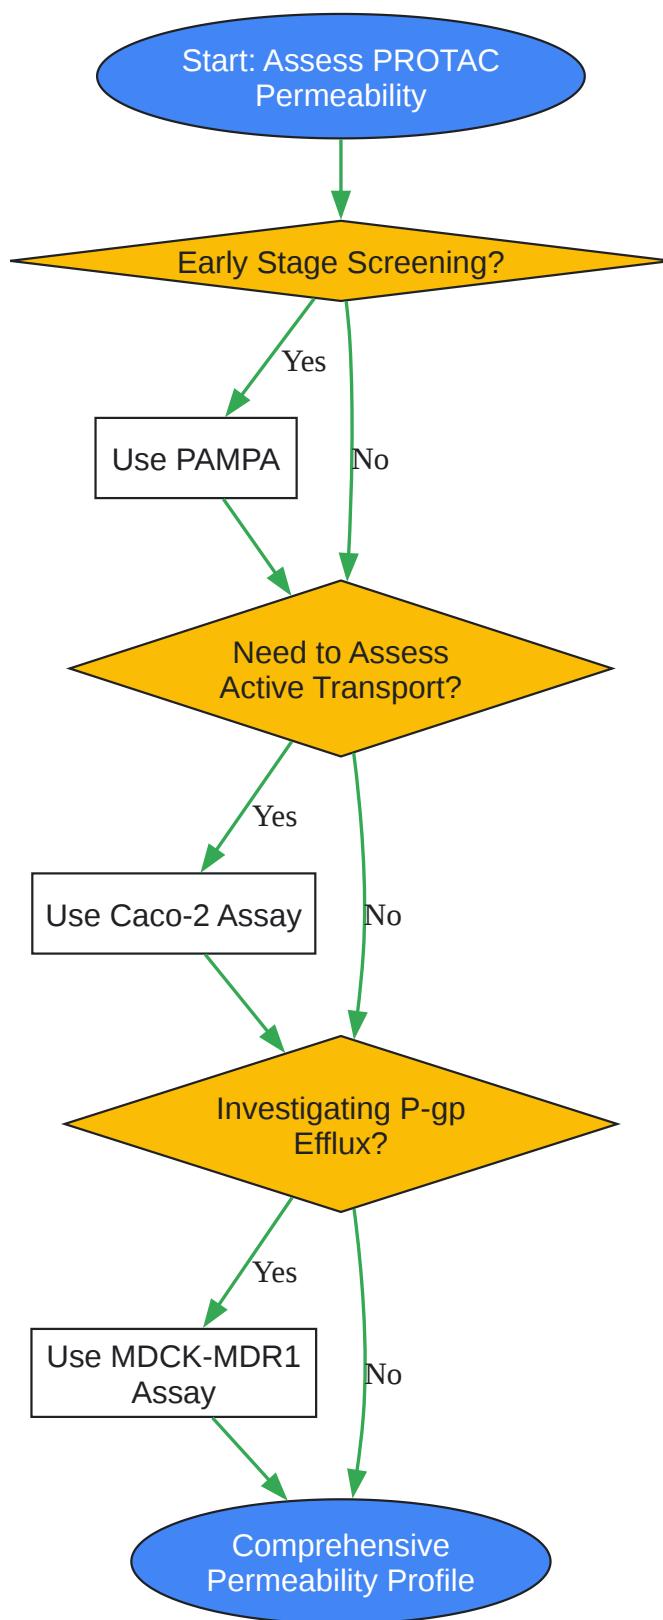 Start: Assess PROTAC
Permeability
Early Stage Screening?
Yes
Use PAMPA
No
Need to Assess
Active Transport?
Yes
Use Caco-2 Assay
No
Investigating P-gp
Efflux?
Yes
Use MDCK-MDR1
Assay
No
Comprehensive
Permeability Profile